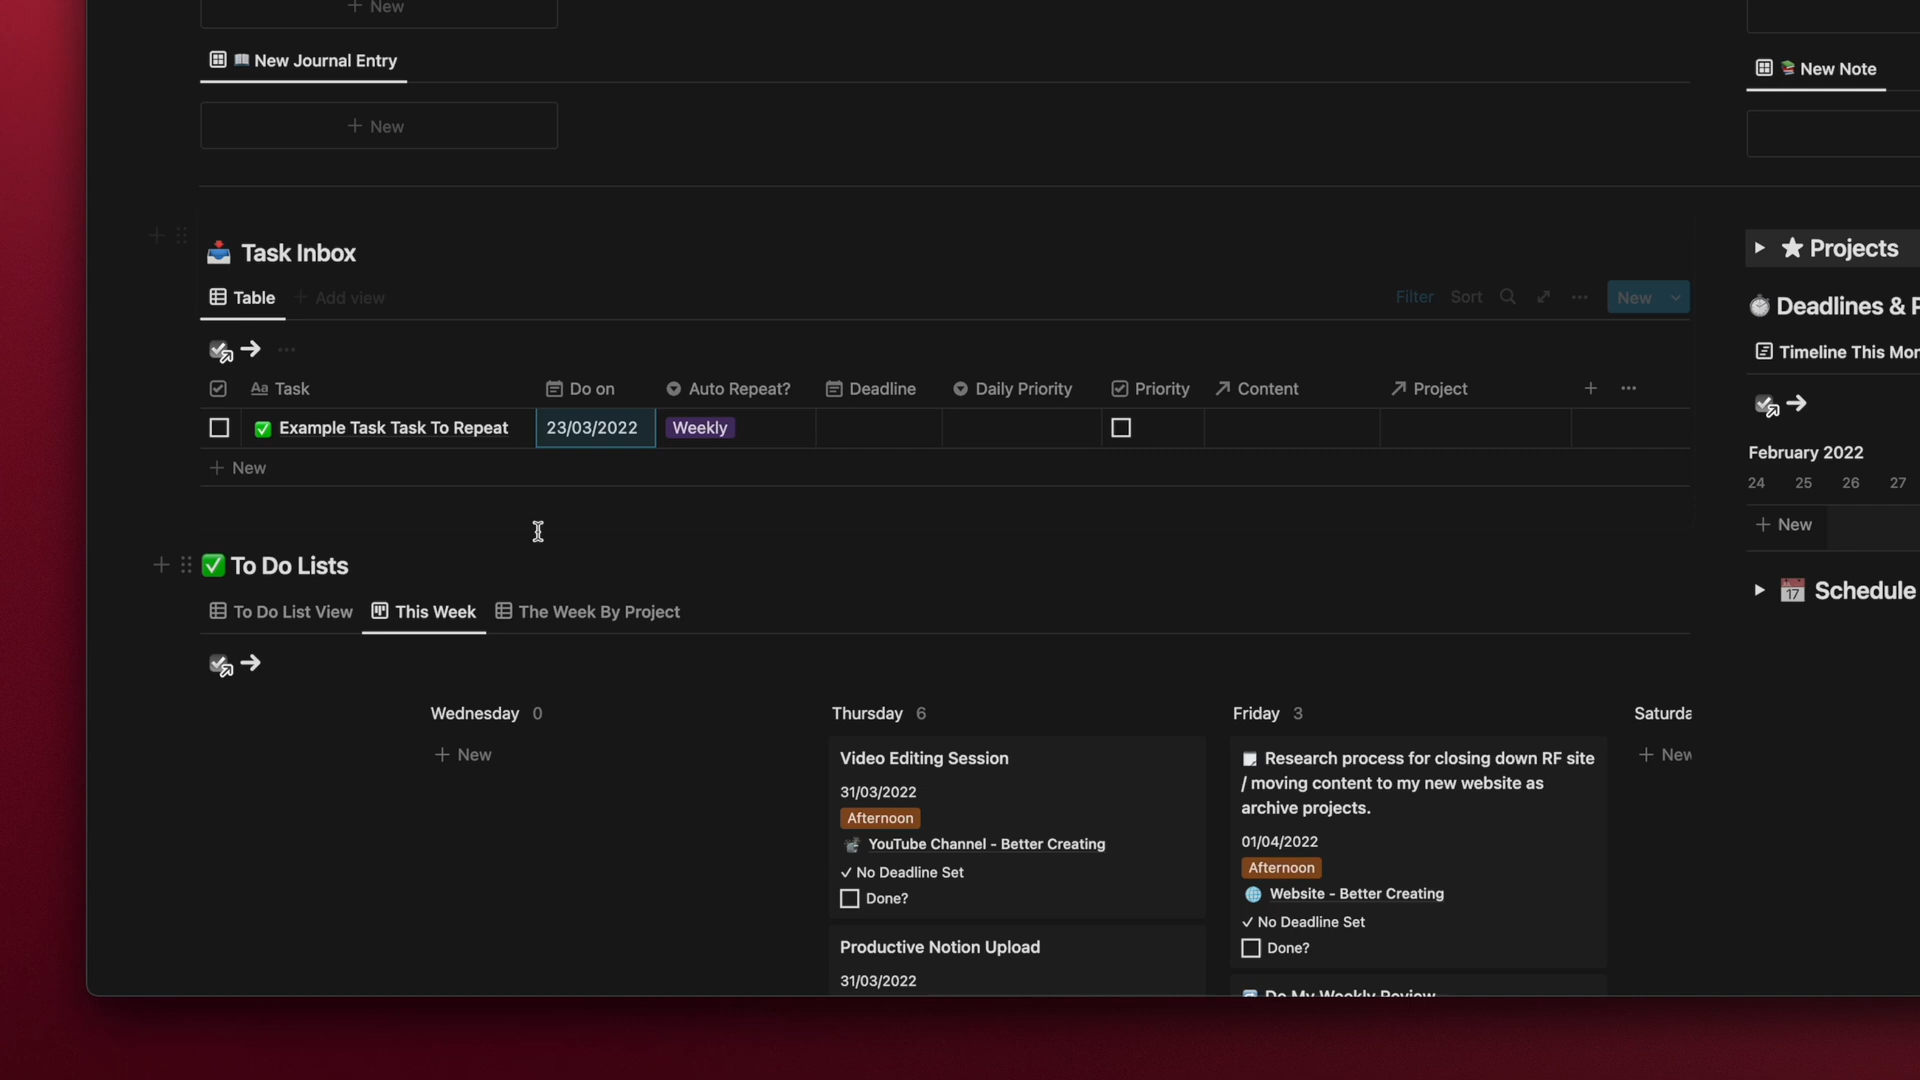 + New
New Journal Entry
+ New
New Note
Task Inbox
Table
+ Add view
Filter
Sort
New
Task
Do on
Auto Repeat?
Deadline
Daily Priority
Priority
Content
Project
Example Task Task To Repeat
23/03/2022
Weekly
+ New
To Do Lists
To Do List View
This Week
The Week By Project
Wednesday 0
+ New
Thursday 6
Video Editing Session
31/03/2022
Afternoon
YouTube Channel - Better Creating
✓ No Deadline Set
Done?
Productive Notion Upload
31/03/2022
Friday 3
Research process for closing down RF site
/ moving content to my new website as
archive projects.
01/04/2022
Afternoon
Website - Better Creating
✓ No Deadline Set
Done?
Do My Weekly Review
Saturda
+ New
★ Projects
Deadlines & P
Timeline This Mon
February 2022
24 25 26 27
+ New
17
Schedule